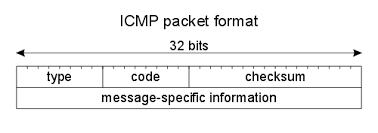 ICMP packet format
32 bits
type code checksum
message-specific information